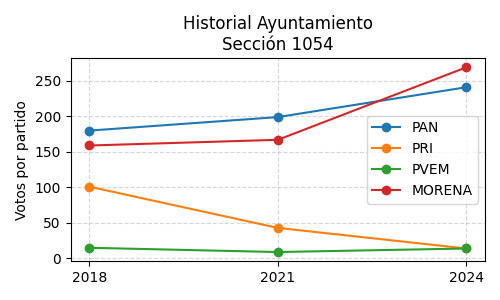 Historial Ayuntamiento
Sección 1054
Votos por partido
250
200
150
100
50
0
2018
2021
2024
PAN
PRI
PVEM
MORENA